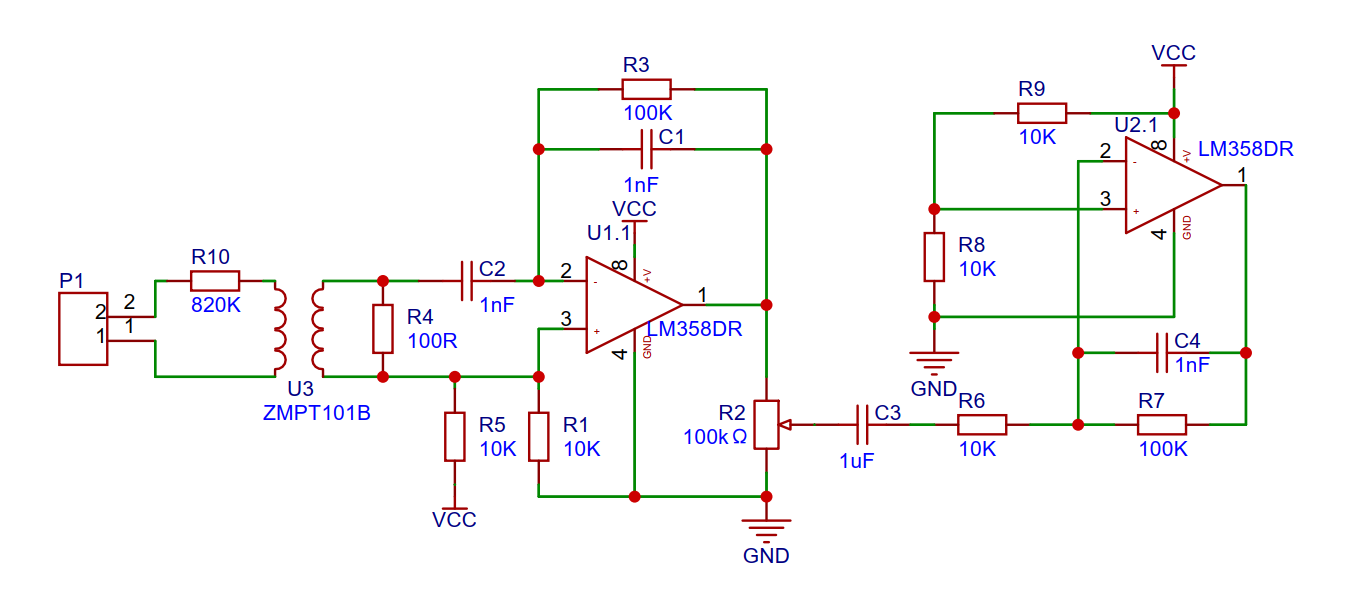 VCC
R3
R9
100K
10K
U2.1
C1
2
8
+V
-
LM358DR
1
1nF
VCC
3
+
4
GND
U1.1
R8
10K
R10
P1
2
2
1
1
820K
C2
1nF
2
8
+V
-
1
3
+
LM358DR
4
GND
R4
100R
C4
1nF
GND
U3
ZMPT101B
R5
10K
R1
10K
R2
100kΩ
C3
1uF
R6
10K
R7
100K
VCC
GND